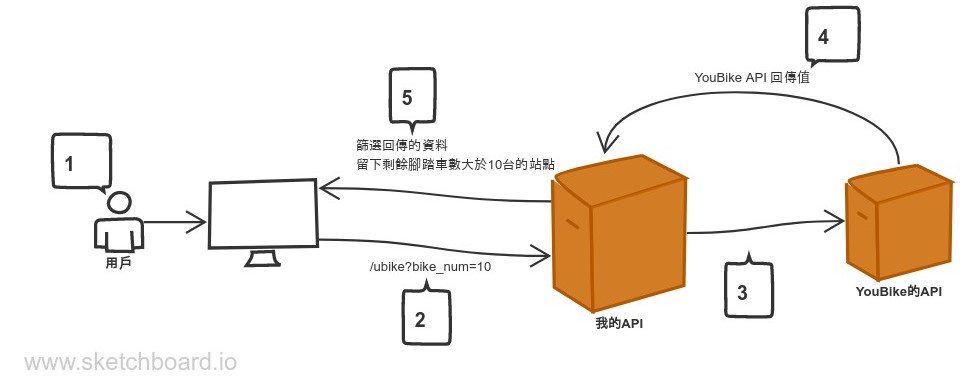 4
YouBike API 回傳值
5
篩選回傳的資料
留下剩餘腳踏車數大於10台的站點
1
用戶
/ubike?bike_num=10
2
3
YouBike的API
我的API
www.sketchboard.io